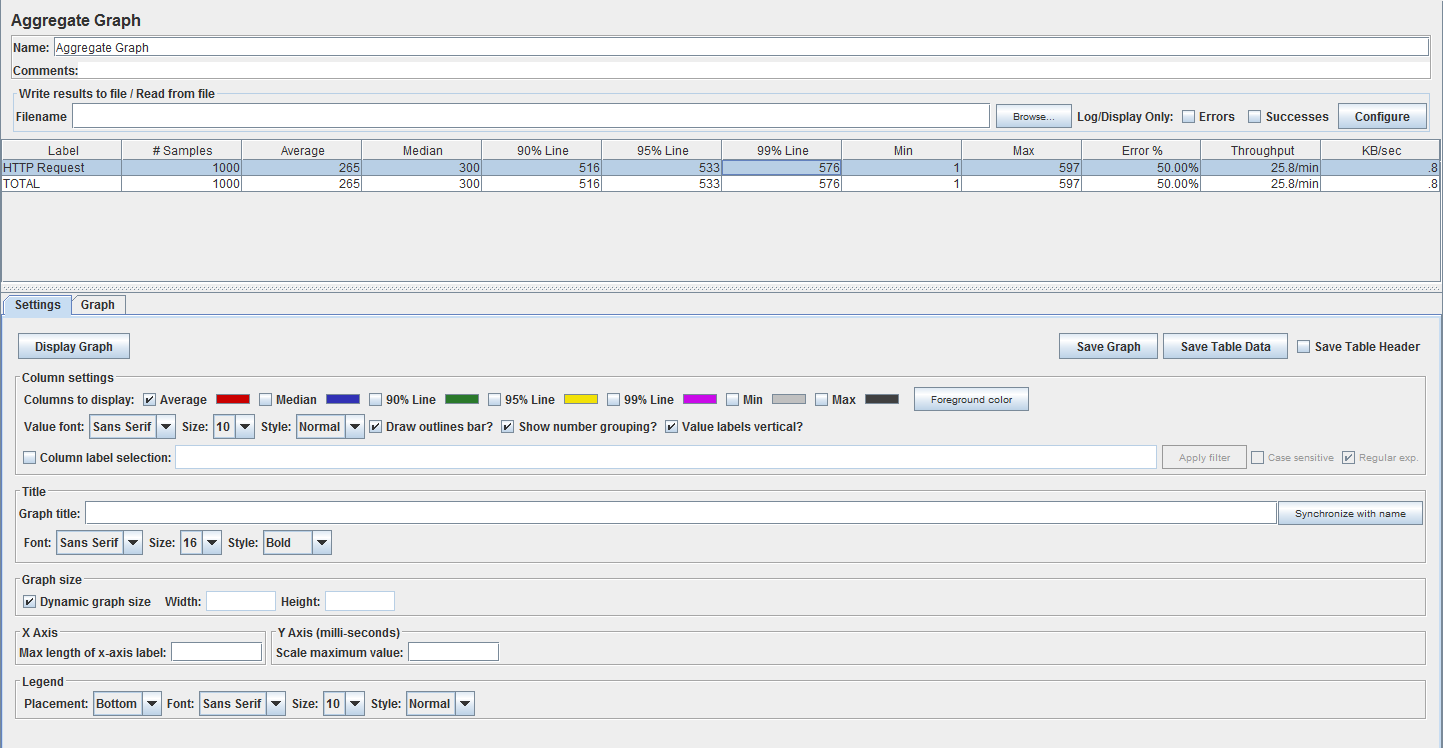 Aggregate Graph
Name: Aggregate Graph
Comments:
Write results to file / Read from file
Filename Browse... Log/Display Only: Errors Successes Configure
Label # Samples Average Median 90% Line 95% Line 99% Line Min Max Error % Throughput KB/sec
HTTP Request 1000 265 300 516 533 576 1 597 50.00% 25.8/min .8
TOTAL 1000 265 300 516 533 576 1 597 50.00% 25.8/min .8
Settings Graph
Display Graph Save Graph Save Table Data Save Table Header
Column settings
Columns to display: Average Median 90% Line 95% Line 99% Line Min Max Foreground color
Value font: Sans Serif Size: 10 Style: Normal Draw outlines bar? Show number grouping? Value labels vertical?
Column label selection: Apply filter Case sensitive Regular exp.
Title
Graph title: Synchronize with name
Font: Sans Serif Size: 16 Style: Bold
Graph size
Dynamic graph size Width: Height:
X Axis Y Axis (milli-seconds)
Max length of x-axis label: Scale maximum value:
Legend
Placement: Bottom Font: Sans Serif Size: 10 Style: Normal